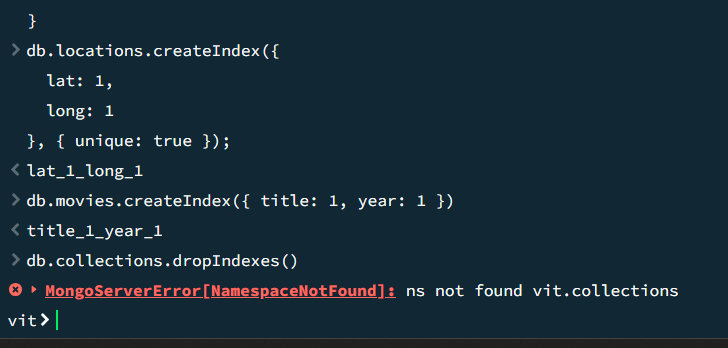 }
> db.locations.createIndex({
lat: 1,
long: 1
}, { unique: true });
< lat_1_long_1
> db.movies.createIndex({ title: 1, year: 1 })
< title_1_year_1
> db.collections.dropIndexes()
MongoServerError[NamespaceNotFound]: ns not found vit.collections
vit>